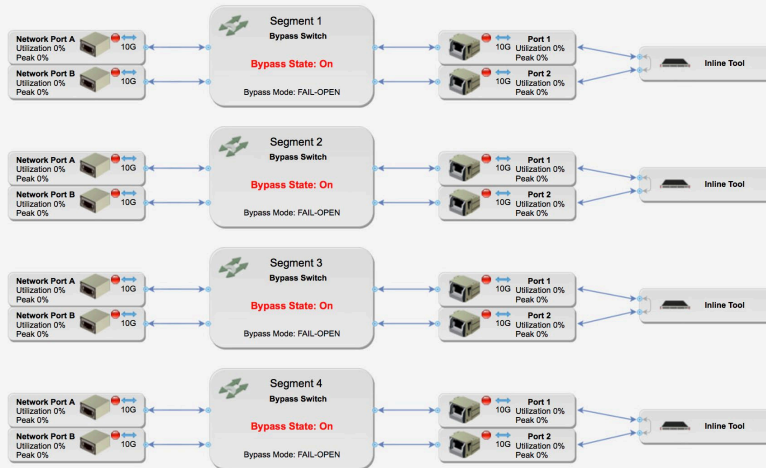 Segment 1
Bypass Switch
Bypass State: On
Bypass Mode: FAIL-OPEN
Network Port A
Utilization 0%
Peak 0%
10G
Network Port B
Utilization 0%
Peak 0%
10G
Port 1
10G Utilization 0%
Peak 0%
Port 2
10G Utilization 0%
Peak 0%
Inline Tool
Segment 2
Bypass Switch
Bypass State: On
Bypass Mode: FAIL-OPEN
Network Port A
Utilization 0%
Peak 0%
10G
Network Port B
Utilization 0%
Peak 0%
10G
Port 1
10G Utilization 0%
Peak 0%
Port 2
10G Utilization 0%
Peak 0%
Inline Tool
Segment 3
Bypass Switch
Bypass State: On
Bypass Mode: FAIL-OPEN
Network Port A
Utilization 0%
Peak 0%
10G
Network Port B
Utilization 0%
Peak 0%
10G
Port 1
10G Utilization 0%
Peak 0%
Port 2
10G Utilization 0%
Peak 0%
Inline Tool
Segment 4
Bypass Switch
Bypass State: On
Bypass Mode: FAIL-OPEN
Network Port A
Utilization 0%
Peak 0%
10G
Network Port B
Utilization 0%
Peak 0%
10G
Port 1
10G Utilization 0%
Peak 0%
Port 2
10G Utilization 0%
Peak 0%
Inline Tool